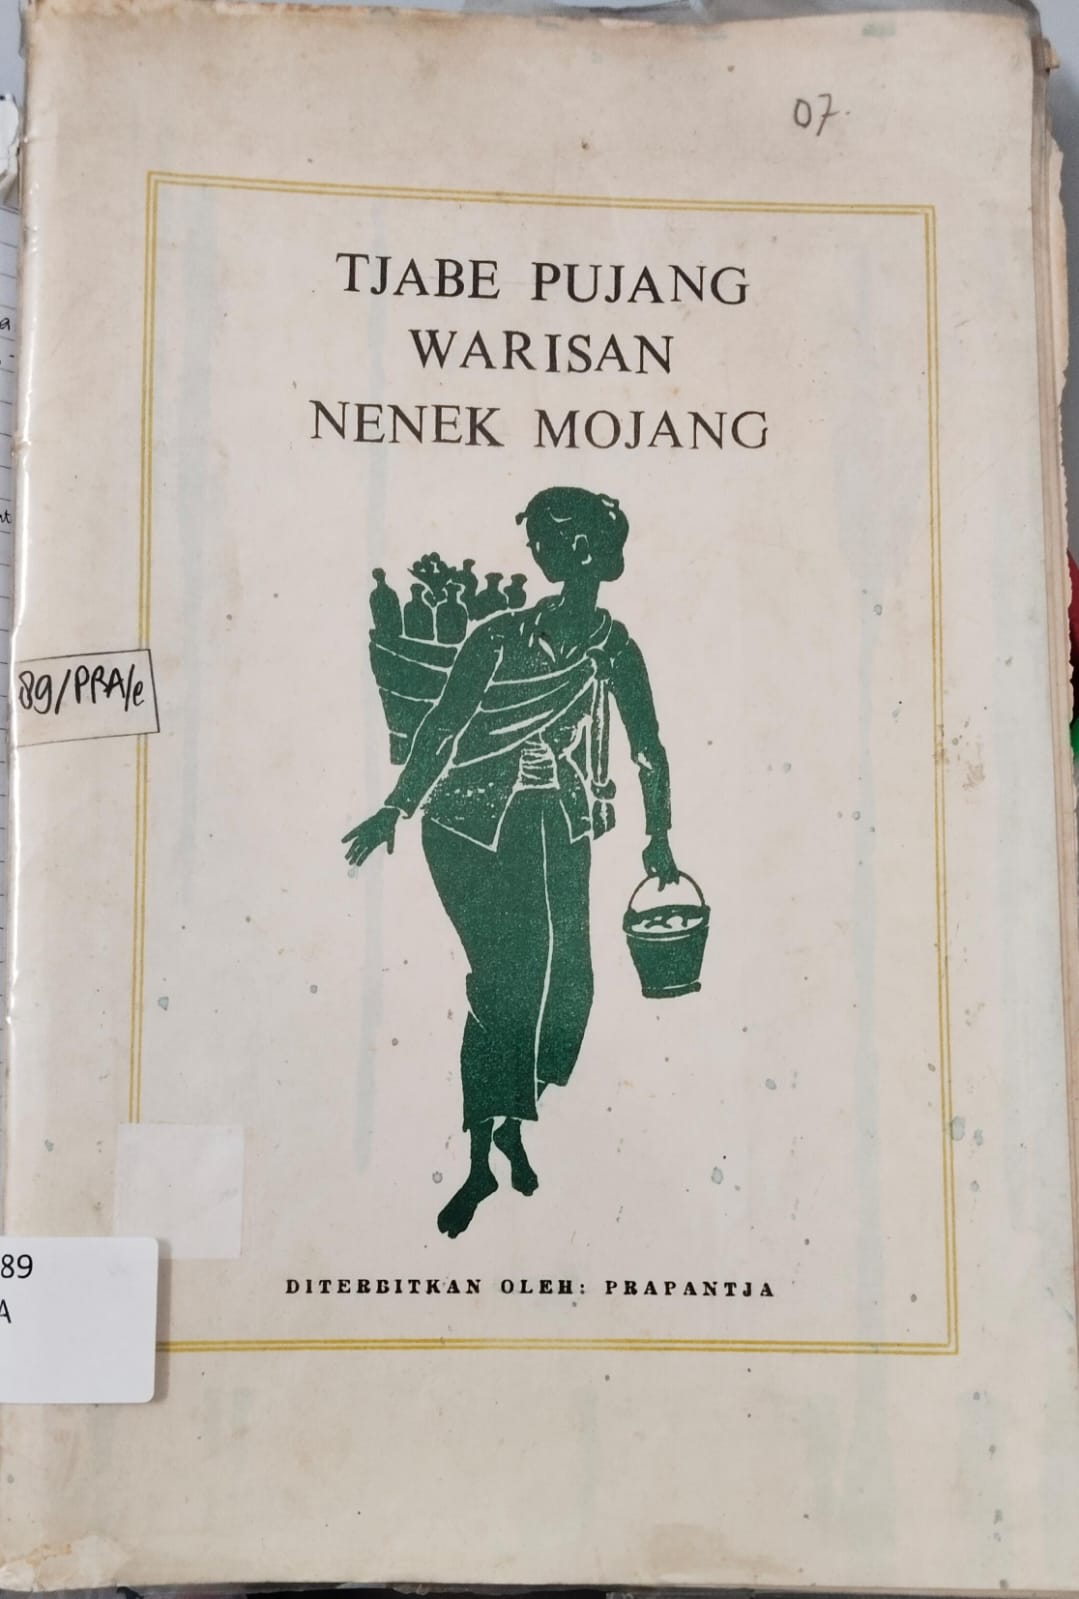 07.
TJABE PUJANG
WARISAN
NENEK MOJANG
89/PRA/e
89
A
DITERBITKAN OLEH: PRAPANTJA